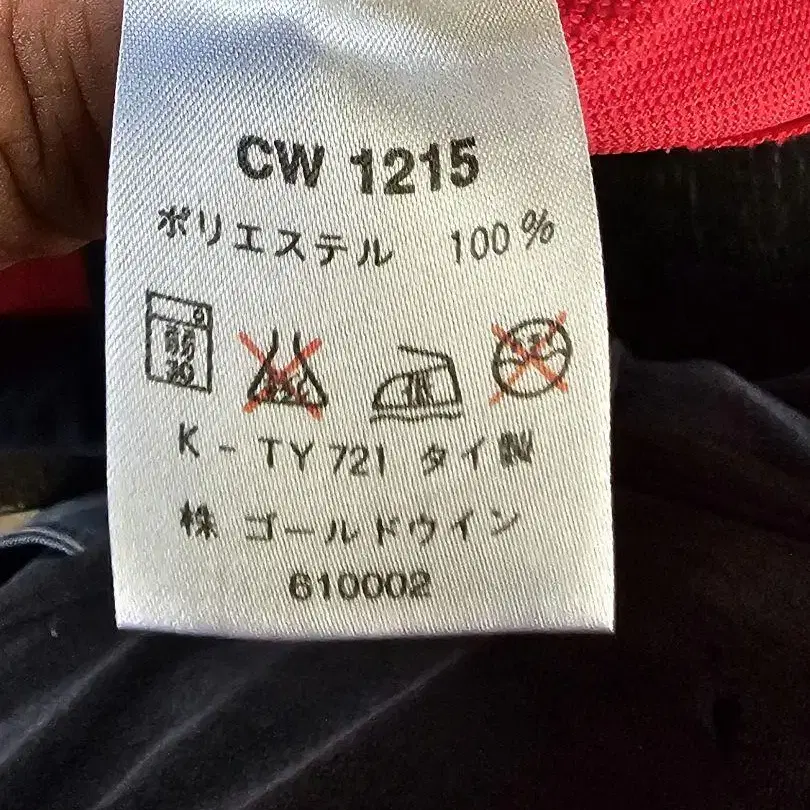 CW 1215
ポリエステル 100%
K - TY 721 タイ製
株 ゴールドウイン
610002